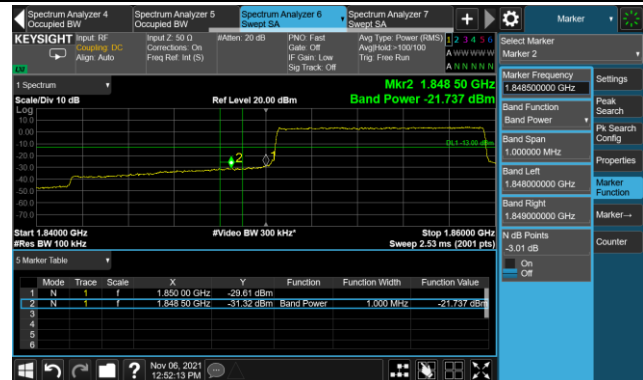 Spectrum Analyzer 4
Occupied BW
Spectrum Analyzer 5
Occupied BW
Spectrum Analyzer 6
Swept SA
Spectrum Analyzer 7
Swept SA
+
Marker
KEYSIGHT
Input: RF
Coupling: DC
Align: Auto
Input Z: 50 Ω
Corrections: On
Freq Ref: Int (S)
#Atten: 20 dB
PNO: Fast
Gate: Off
IF Gain: Low
Sig Track: Off
Avg Type: Power (RMS)
Avg|Hold:>100/100
Trig: Free Run
1 2 3 4 5 6
A W W W W W
A N N N N N
Select Marker
Marker 2
1 Spectrum
Scale/Div 10 dB
Ref Level 20.00 dBm
Mkr2 1.848 50 GHz
Band Power -21.737 dBm
Log
10.0
0.00
-10.0
-20.0
-30.0
-40.0
-50.0
-60.0
-70.0
DL1 -13.00 dBm
2
1
Start 1.84000 GHz
#Res BW 100 kHz
#Video BW 300 kHz*
Stop 1.86000 GHz
Sweep 2.53 ms (2001 pts)
5 Marker Table
Mode Trace Scale X Y Function Function Width Function Value
1 N 1 f 1.850 00 GHz -29.61 dBm
2 N 1 f 1.848 50 GHz -31.32 dBm Band Power 1.000 MHz -21.737 dBm
3
4
5
6
Marker Frequency
1.848500000 GHz
Band Function
Band Power
Band Span
1.000000 MHz
Band Left
1.848000000 GHz
Band Right
1.849000000 GHz
N dB Points
-3.01 dB
On
Off
Settings
Peak
Search
Pk Search
Config
Properties
Marker
Function
Marker→
Counter
?
Nov 06, 2021
12:52:13 PM